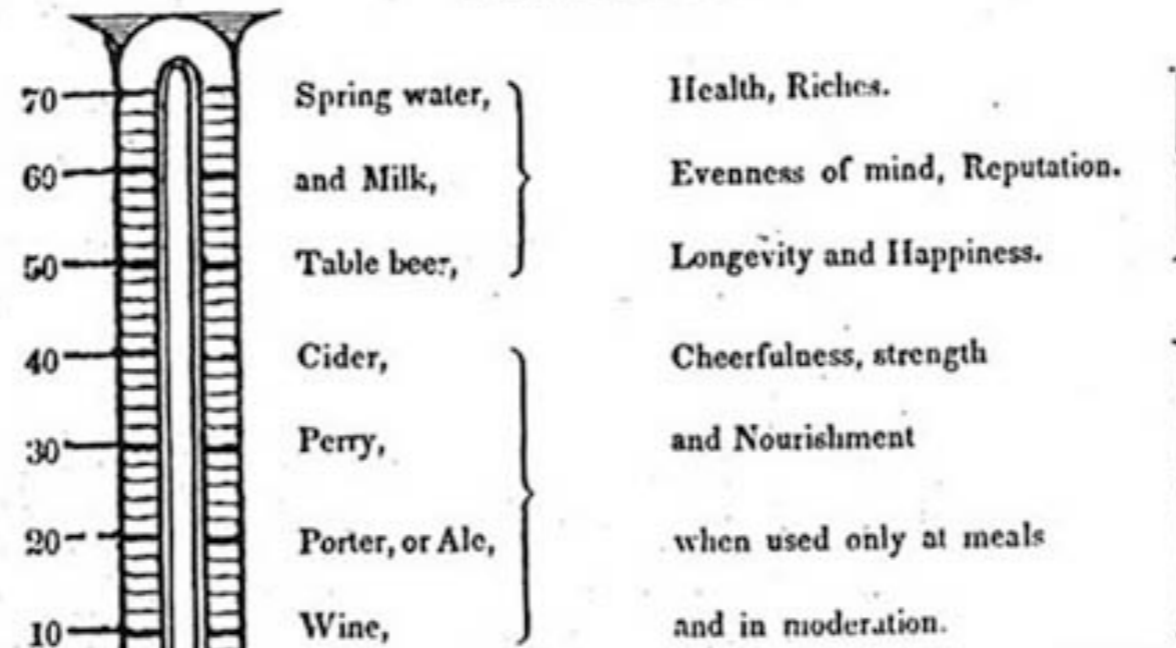 70 Spring water, Health, Riches.
60 and Milk, Evenness of mind, Reputation.
50 Table beer, Longevity and Happiness.
40 Cider, Cheerfulness, strength
30 Perry, and Nourishment
20 Porter, or Ale, when used only at meals
10 Wine, and in moderation.